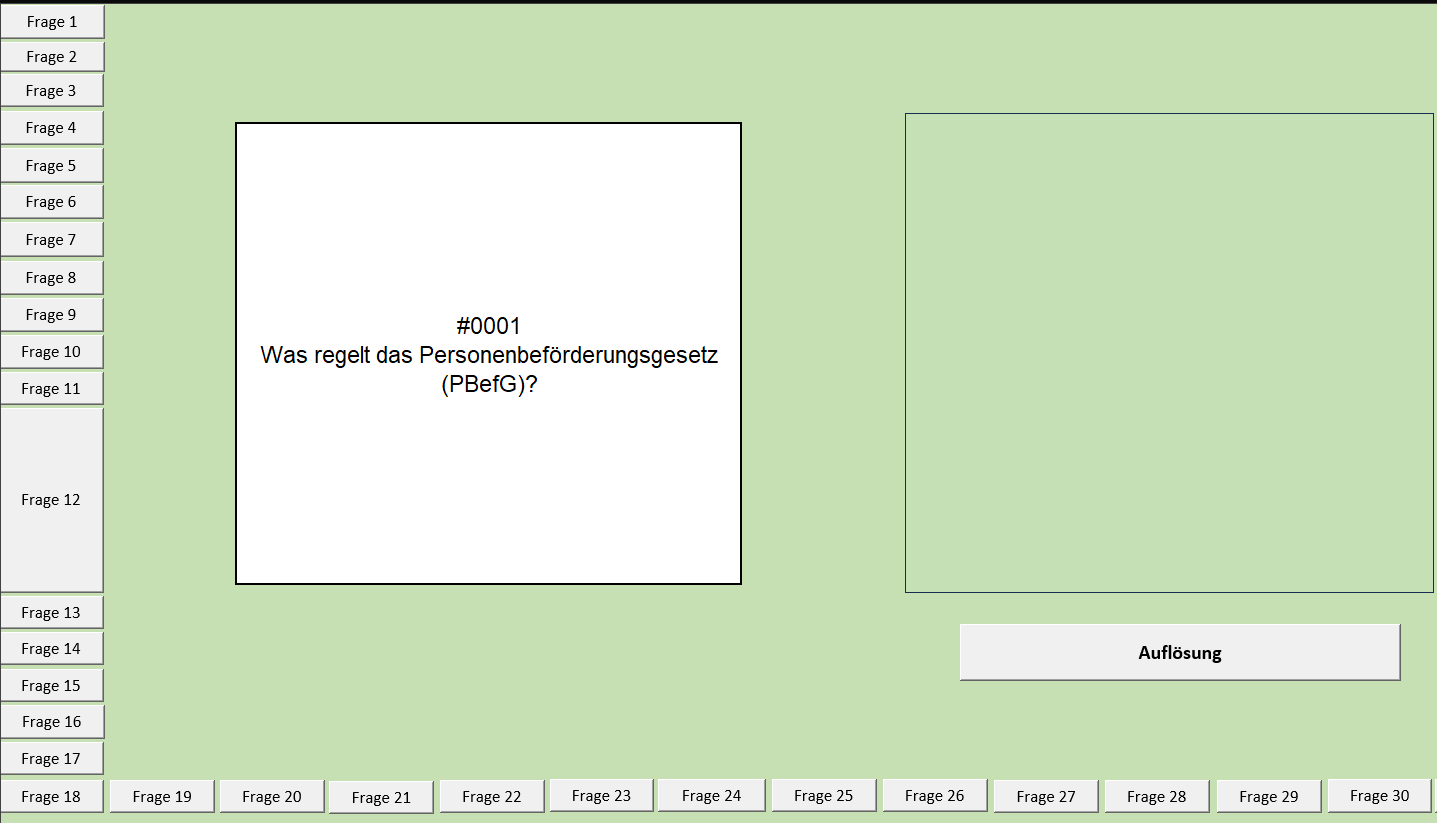 Frage 1
Frage 2
Frage 3
Frage 4
Frage 5
Frage 6
Frage 7
Frage 8
Frage 9
Frage 10
Frage 11
Frage 12
Frage 13
Frage 14
Frage 15
Frage 16
Frage 17
Frage 18
Frage 19
Frage 20
Frage 21
Frage 22
Frage 23
Frage 24
Frage 25
Frage 26
Frage 27
Frage 28
Frage 29
Frage 30
#0001
Was regelt das Personenbeförderungsgesetz
(PBefG)?
Auflösung